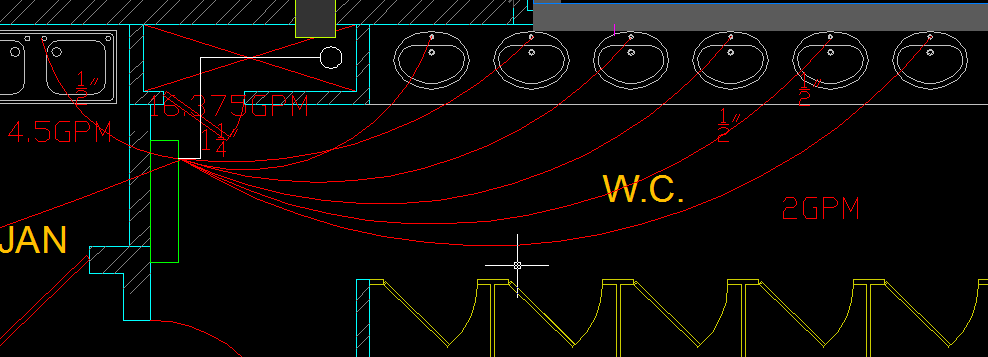 1/2"
18.375GPM
4.5GPM
1 1/4"
1/2"
1/2"
W.C.
2GPM
JAN